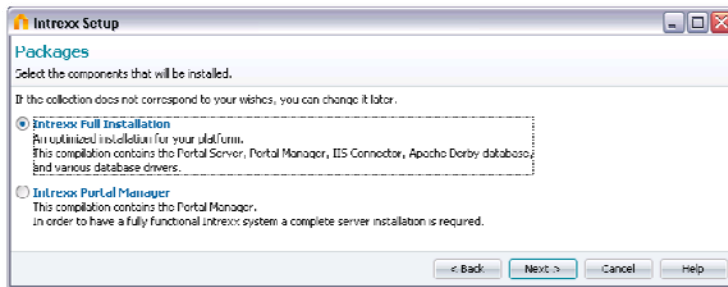 Intrexx Setup
Packages
Select the components that will be installed.
If the collection does not correspond to your wishes, you can change it later.
Intrexx Full Installation
An optimized installation for your platform.
This compilation contains the Portal Server, Portal Manager, IIS Connector, Apache Derby database,
and various database drivers.
Intrexx Portal Manager
This compilation contains the Portal Manager.
In order to have a fully functional Intrexx system a complete server installation is required.
< Back Next > Cancel Help